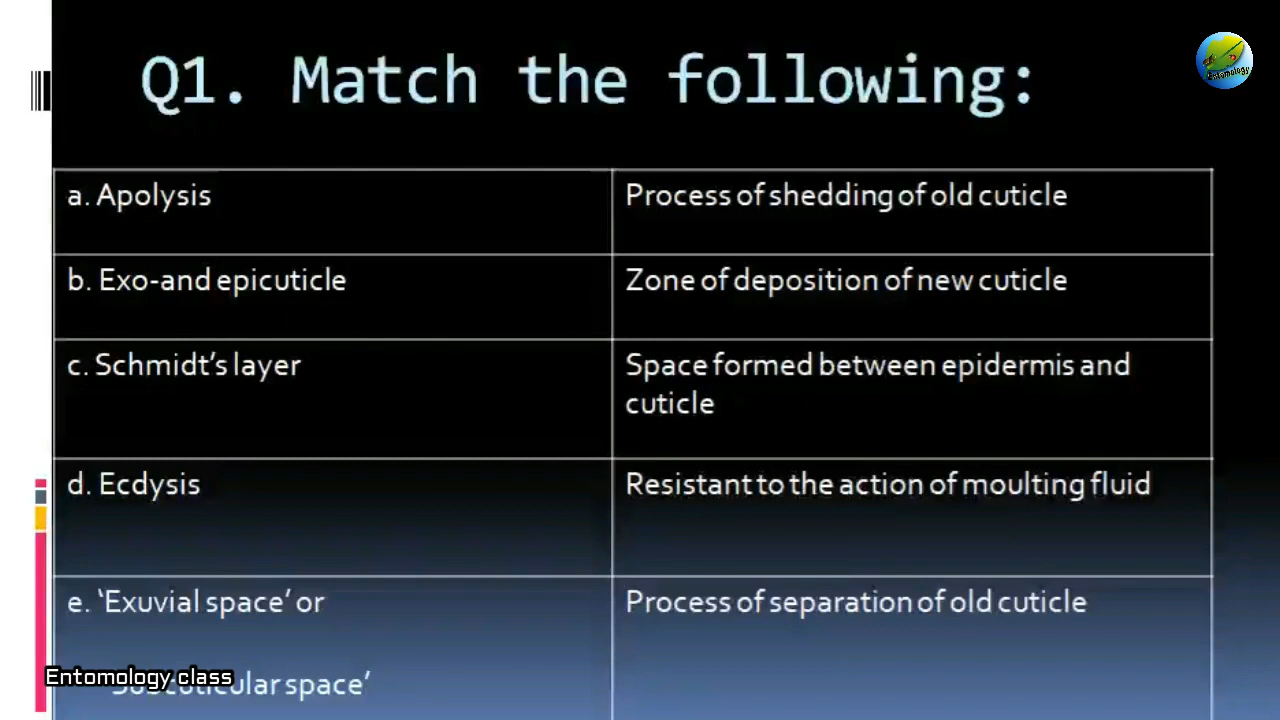 Q1. Match the following:
Entomology
a. Apolysis
Process of shedding of old cuticle
b. Exo-and epicuticle
Zone of deposition of new cuticle
c. Schmidt’s layer
Space formed between epidermis and
cuticle
d. Ecdysis
Resistant to the action of moulting fluid
e. ‘Exuvial space’ or
Process of separation of old cuticle
Entomology class
space’